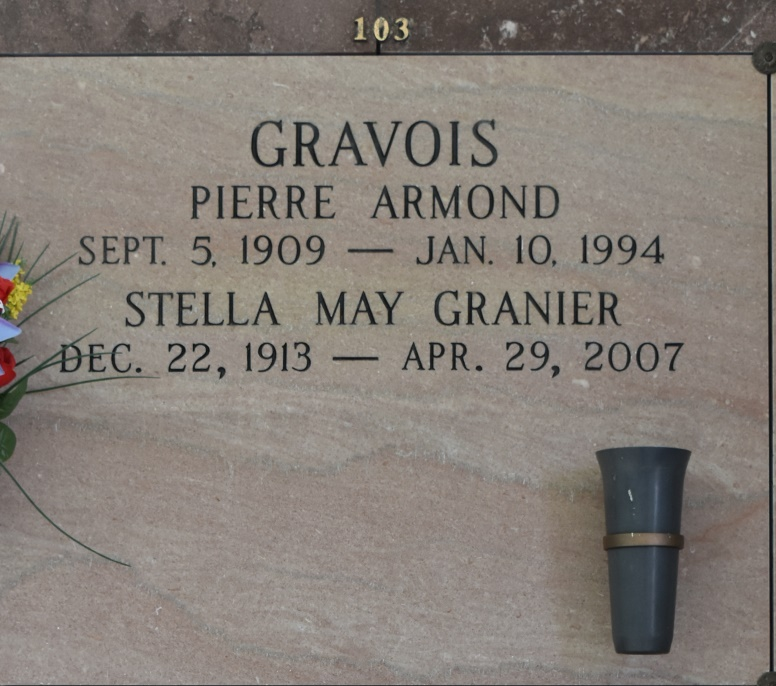 103
GRAVOIS
PIERRE ARMOND
SEPT. 5, 1909 — JAN. 10, 1994
STELLA MAY GRANIER
DEC. 22, 1913 — APR. 29, 2007